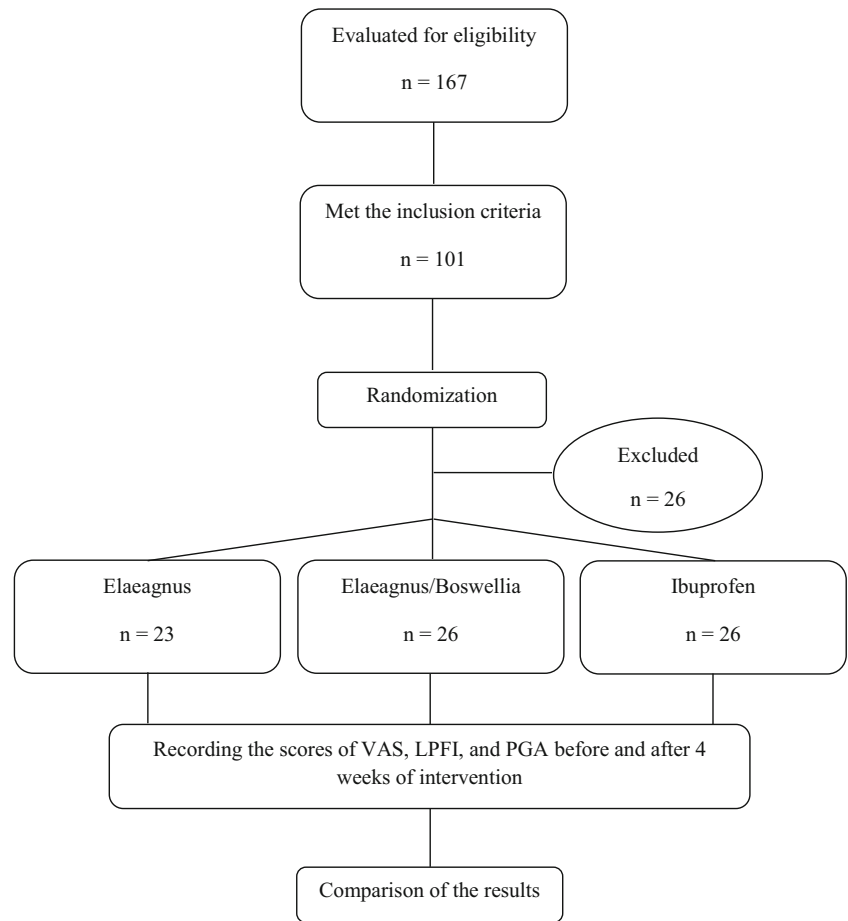 Evaluated for eligibility
n = 167
Met the inclusion criteria
n = 101
Randomization
Excluded
n = 26
Elaeagnus
n = 23
Elaeagnus/Boswellia
n = 26
Ibuprofen
n = 26
Recording the scores of VAS, LPFI, and PGA before and after 4
weeks of intervention
Comparison of the results